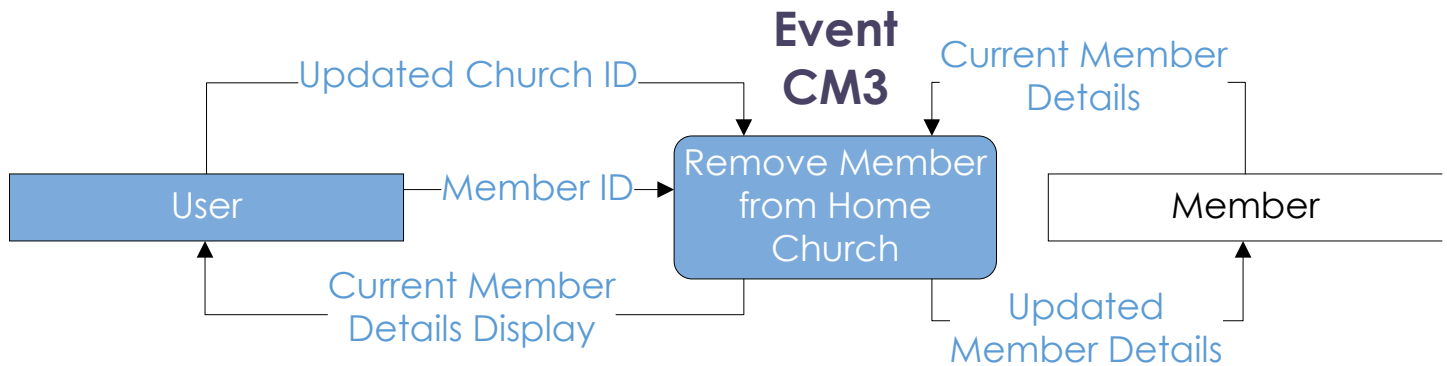 Event
CM3
Updated Church ID
Current Member
Details
User
Member ID
Remove Member
from Home
Church
Member
Current Member
Details Display
Updated
Member Details